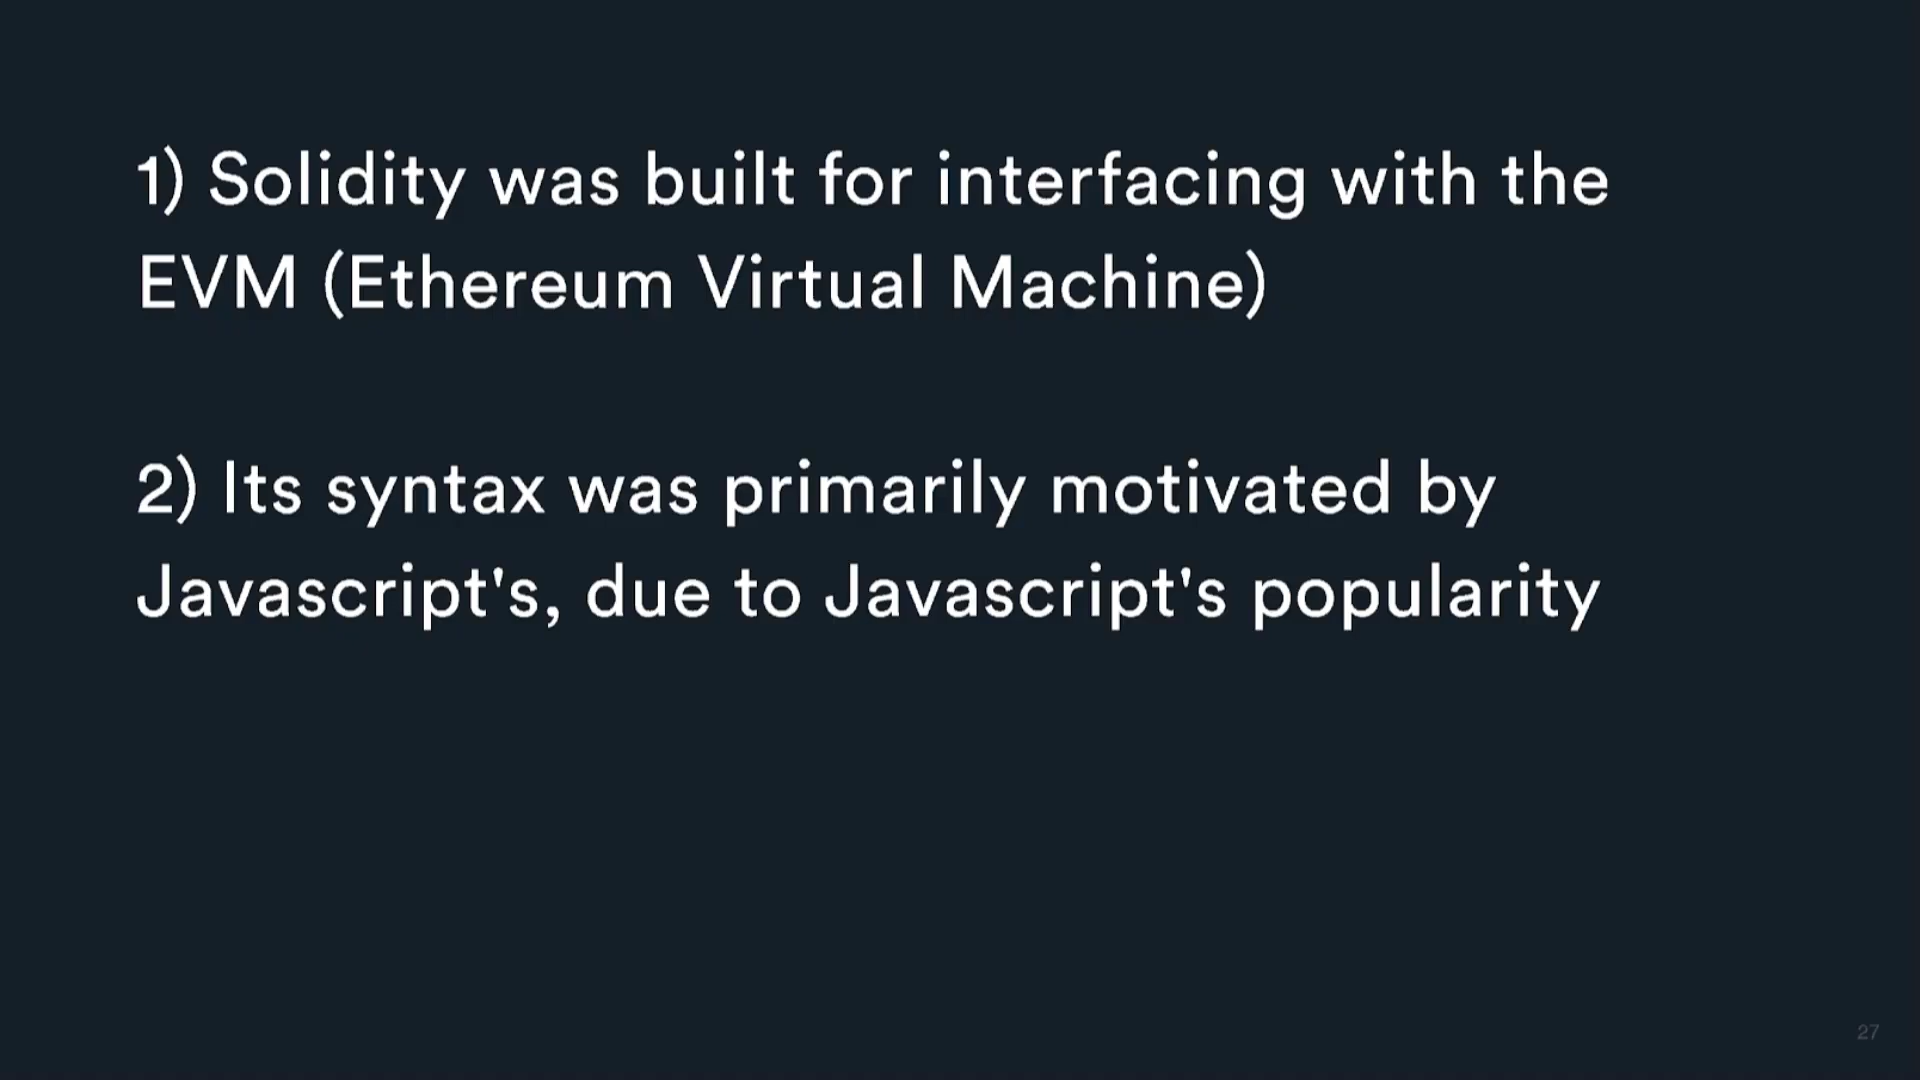 1) Solidity was built for interfacing with the
EVM (Ethereum Virtual Machine)
2) Its syntax was primarily motivated by
Javascript's, due to Javascript's popularity
27